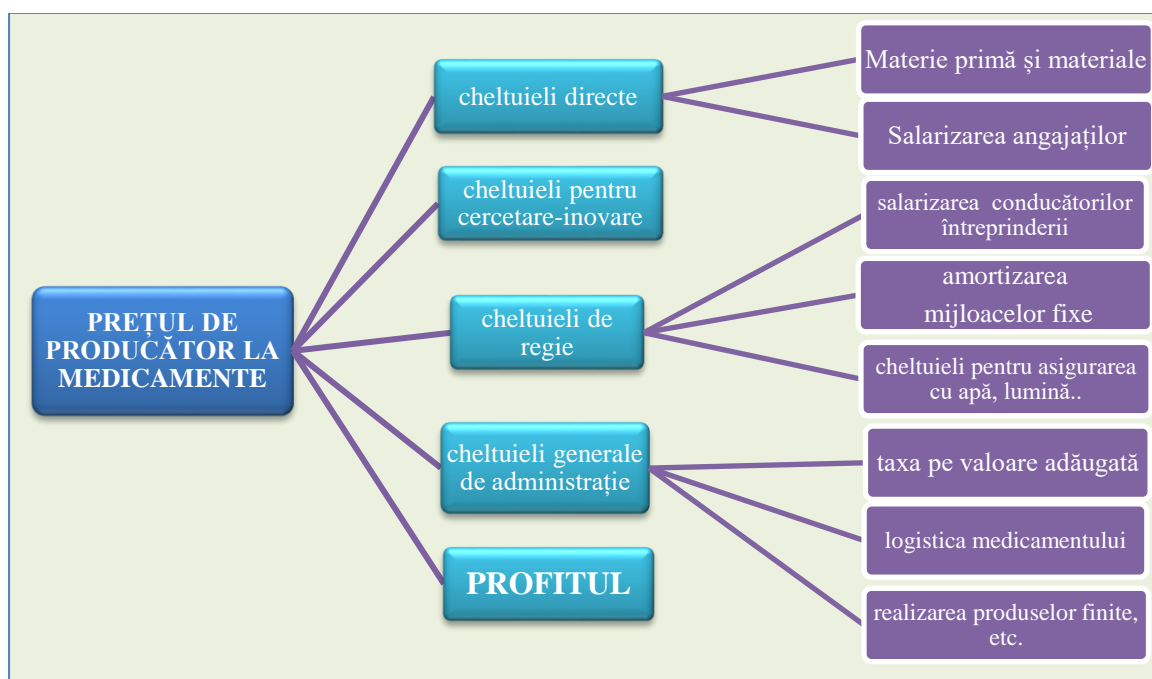 PREȚUL DE
PRODUCĂTOR LA
MEDICAMENTE
cheltuieli directe
Materie primă și materiale
Salarizarea angajaților
cheltuieli pentru
cercetare-inovare
cheltuieli de
regie
salarizarea conducătorilor
întreprinderii
amortizarea
mijloacelor fixe
cheltuieli pentru asigurarea
cu apă, lumină..
cheltuieli generale
de administrație
taxa pe valoare adăugată
logistica medicamentului
realizarea produselor finite,
etc.
PROFITUL